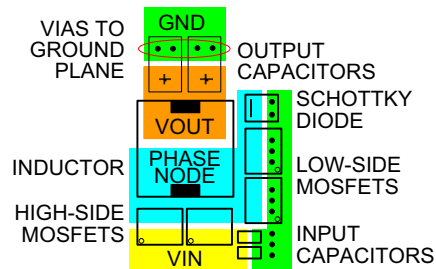 VIAS TO
GROUND
PLANE
GND
OUTPUT
CAPACITORS
+ +
VOUT
SCHOTTKY
DIODE
INDUCTOR
PHASE
NODE
LOW-SIDE
MOSFETS
HIGH-SIDE
MOSFETS
VIN
INPUT
CAPACITORS